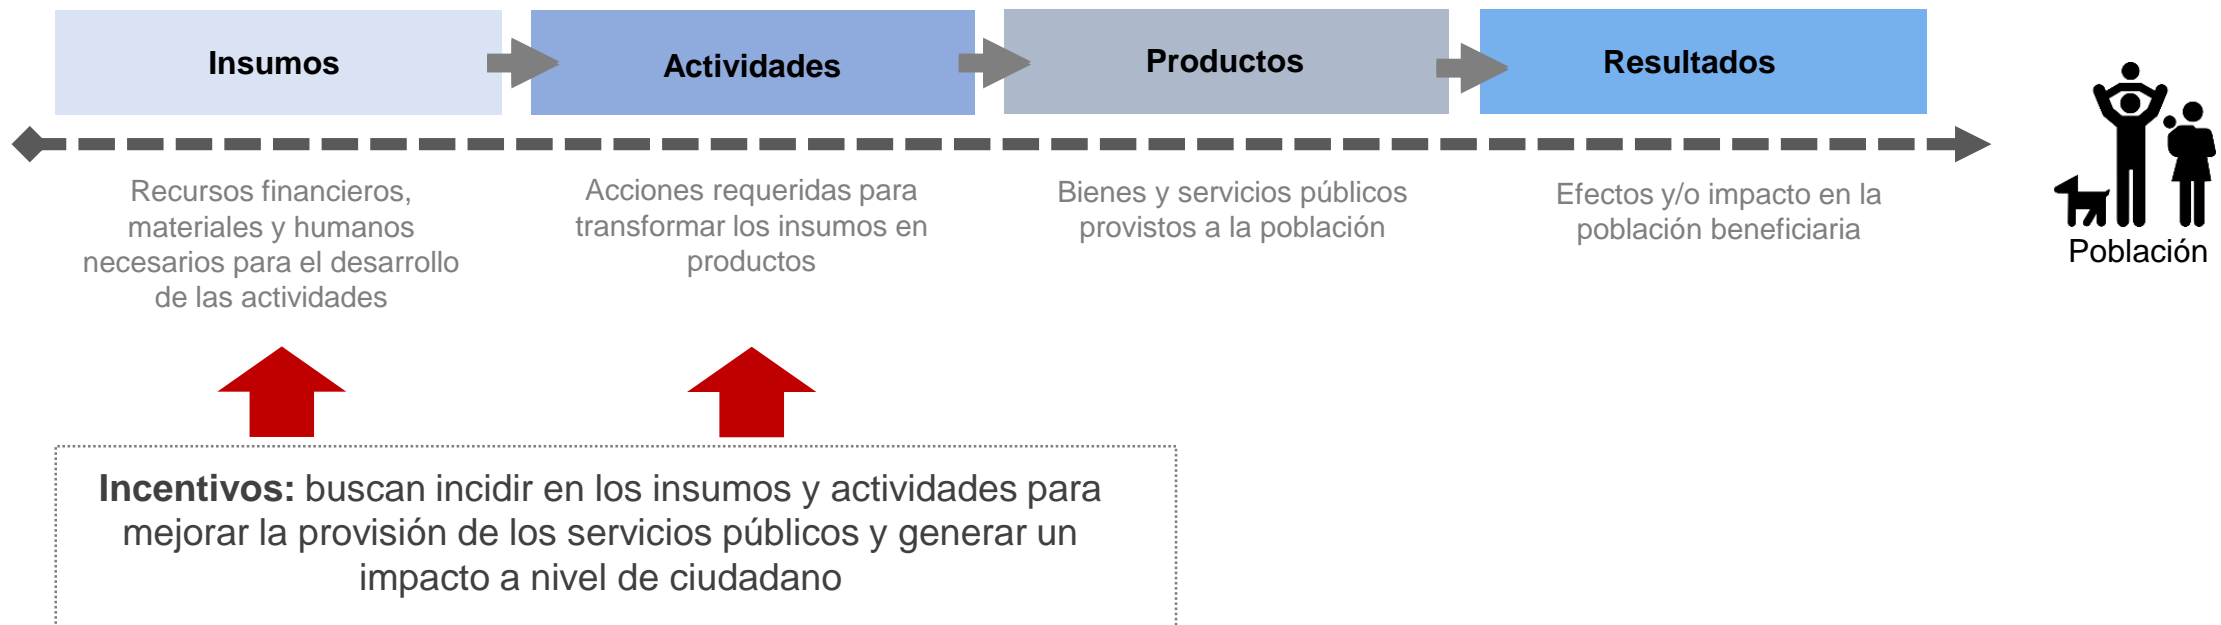 Insumos
Actividades
Productos
Resultados
Recursos financieros,
materiales y humanos
necesarios para el desarrollo
de las actividades
Acciones requeridas para
transformar los insumos en
productos
Bienes y servicios públicos
provistos a la población
Efectos y/o impacto en la
población beneficiaria
Población
Incentivos: buscan incidir en los insumos y actividades para
mejorar la provisión de los servicios públicos y generar un
impacto a nivel de ciudadano